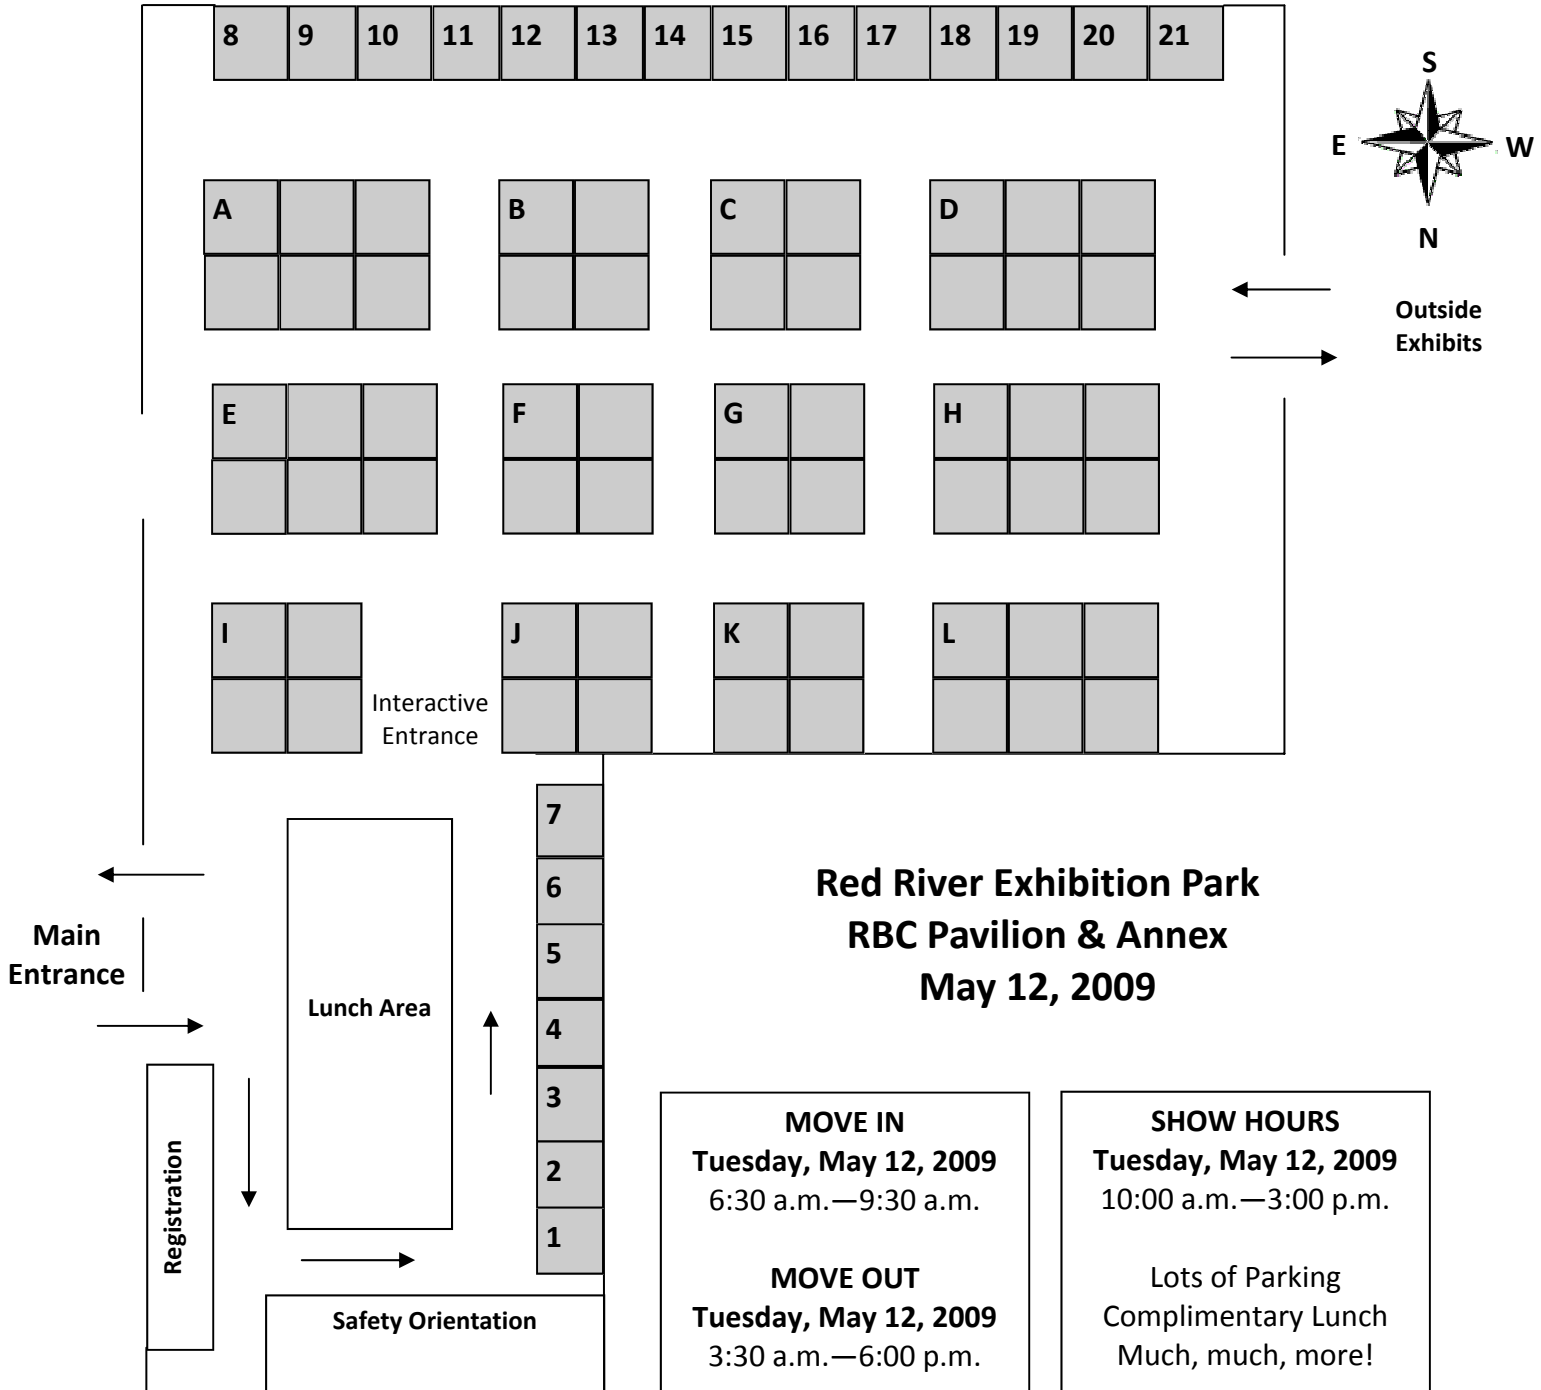 8 9 10 11 12 13 14 15 16 17 18 19 20 21
S
E W
N
A B C D
Outside
Exhibits
E F G H
I J K L
Interactive
Entrance
7
6
5
4
3
2
1
Main
Entrance
Lunch Area
Registration
Safety Orientation
Red River Exhibition Park
RBC Pavilion & Annex
May 12, 2009
MOVE IN
Tuesday, May 12, 2009
6:30 a.m.—9:30 a.m.
MOVE OUT
Tuesday, May 12, 2009
3:30 a.m.—6:00 p.m.
SHOW HOURS
Tuesday, May 12, 2009
10:00 a.m.—3:00 p.m.
Lots of Parking
Complimentary Lunch
Much, much, more!